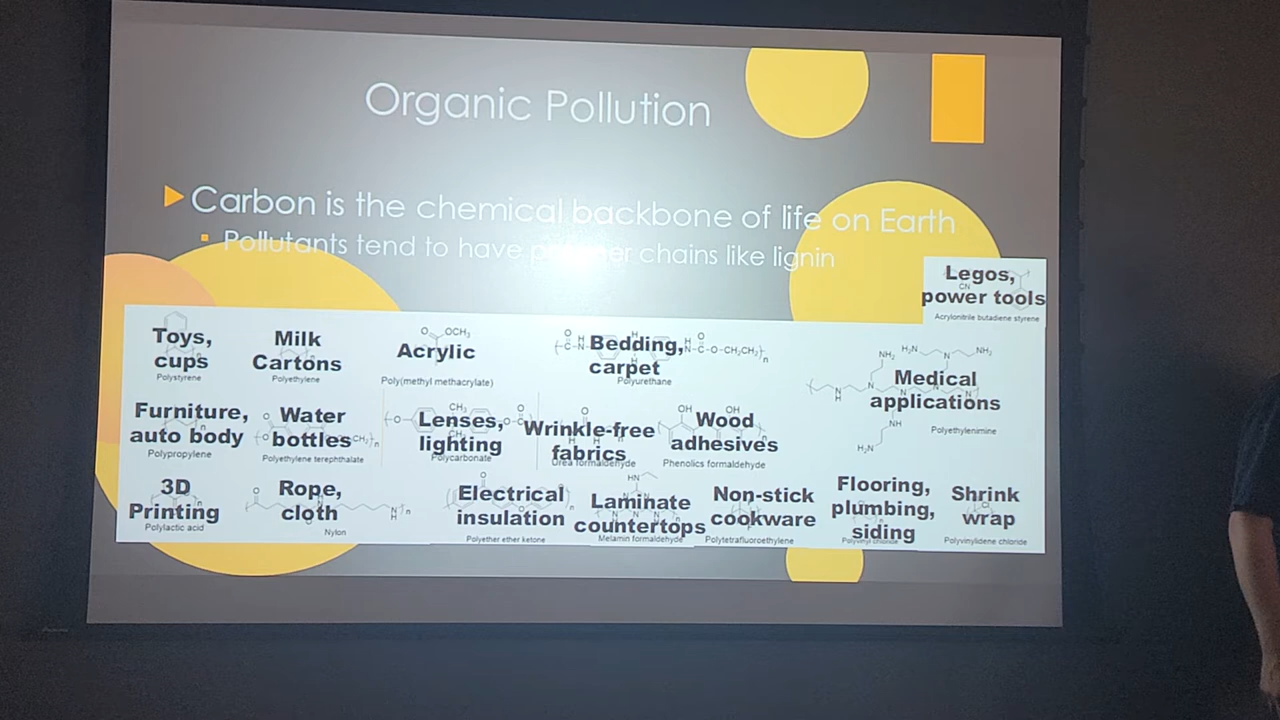 Organic Pollution
Carbon is the chemical backbone of life on Earth
Pollutants tend to have polymer chains like lignin
Legos,
power tools
CN
Acrylonitrile butadiene styrene
Toys,
cups
Polystyrene
Milk
Cartons
Polyethylene
O OCH3
Acrylic
Poly(methyl methacrylate)
Bedding,
carpet
Polyurethane
Medical
applications
Polyethylenimine
Furniture,
auto body
Polypropylene
Water
bottles
Polyethylene terephthalate
Lenses,
lighting
Polycarbonate
Wrinkle-free
fabrics
Urea formaldehyde
Wood
adhesives
Phenolics formaldehyde
3D
Printing
Polylactic acid
Rope,
cloth
Nylon
Electrical
insulation
Polyether ether ketone
Laminate
countertops
Melamin formaldehyde
Non-stick
cookware
Polytetrafluoroethylene
Flooring,
plumbing,
siding
Polyvinyl chloride
Shrink
wrap
Polyvinylidene chloride